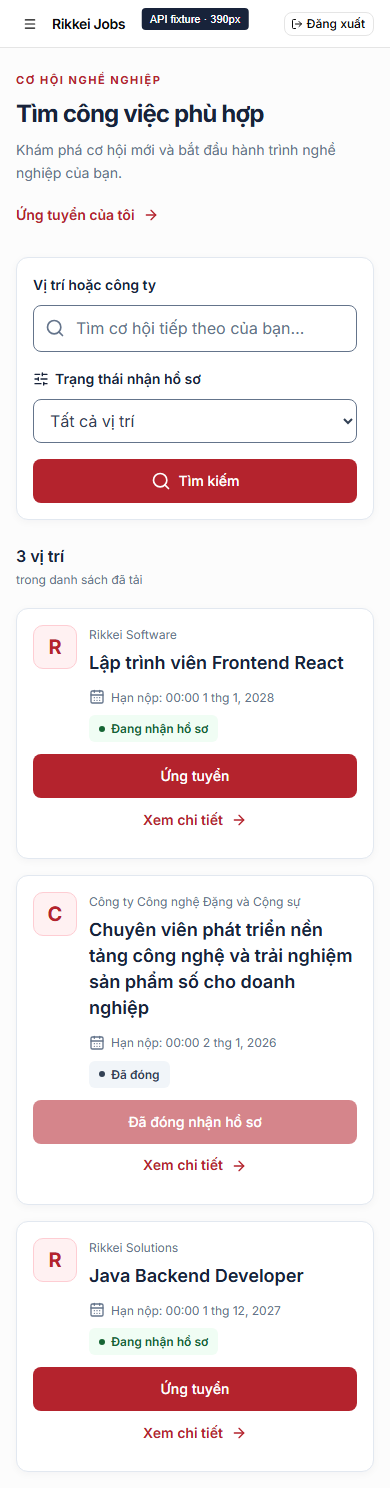 Rikkei Jobs
API fixture · 390px
Đăng xuất
CƠ HỘI NGHỀ NGHIỆP
Tìm công việc phù hợp
Khám phá cơ hội mới và bắt đầu hành trình nghề
nghiệp của bạn.
Ứng tuyển của tôi
Vị trí hoặc công ty
Tìm cơ hội tiếp theo của bạn...
Trạng thái nhận hồ sơ
Tất cả vị trí
Tìm kiếm
3 vị trí
trong danh sách đã tải
R
Rikkei Software
Lập trình viên Frontend React
Hạn nộp: 00:00 1 thg 1, 2028
Đang nhận hồ sơ
Ứng tuyển
Xem chi tiết
C
Công ty Công nghệ Đặng và Cộng sự
Chuyên viên phát triển nền
tảng công nghệ và trải nghiệm
sản phẩm số cho doanh
nghiệp
Hạn nộp: 00:00 2 thg 1, 2026
Đã đóng
Đã đóng nhận hồ sơ
Xem chi tiết
R
Rikkei Solutions
Java Backend Developer
Hạn nộp: 00:00 1 thg 12, 2027
Đang nhận hồ sơ
Ứng tuyển
Xem chi tiết